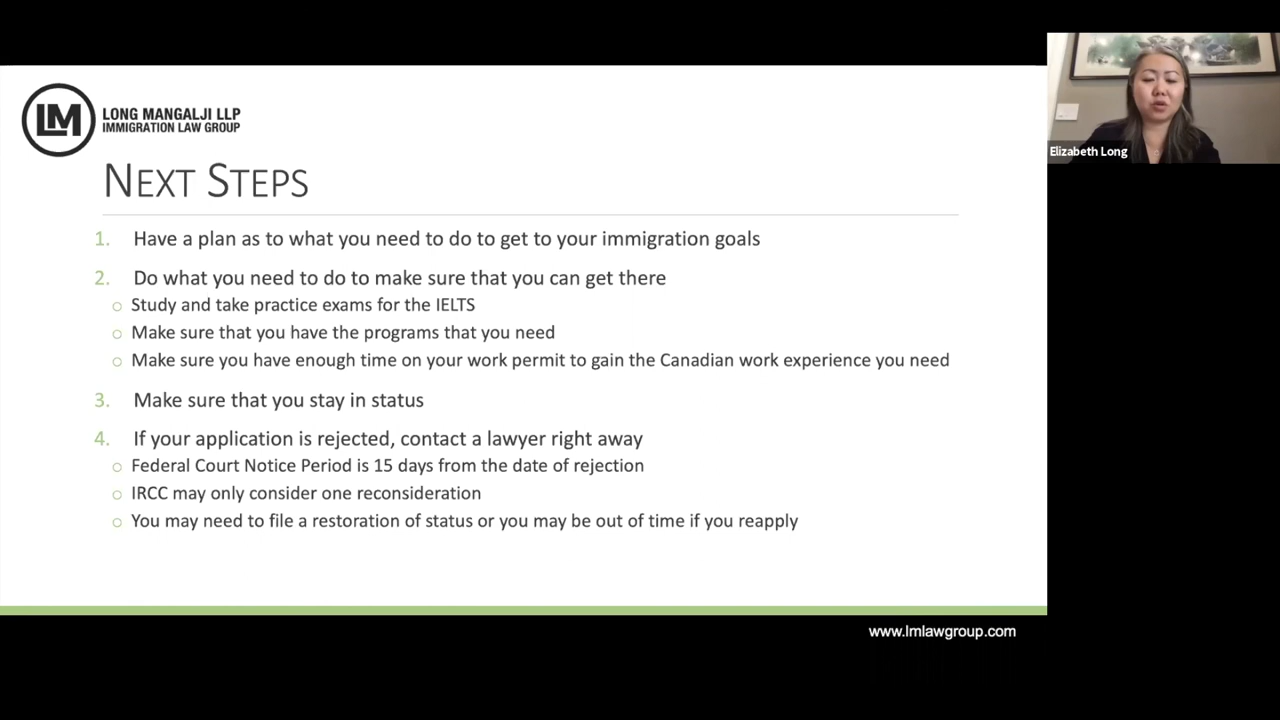 LM
LONG MANGALJI LLP
IMMIGRATION LAW GROUP
NEXT STEPS
1. Have a plan as to what you need to do to get to your immigration goals
2. Do what you need to do to make sure that you can get there
○ Study and take practice exams for the IELTS
○ Make sure that you have the programs that you need
○ Make sure you have enough time on your work permit to gain the Canadian work experience you need
3. Make sure that you stay in status
4. If your application is rejected, contact a lawyer right away
○ Federal Court Notice Period is 15 days from the date of rejection
○ IRCC may only consider one reconsideration
○ You may need to file a restoration of status or you may be out of time if you reapply
www.lmlawgroup.com
Elizabeth Long